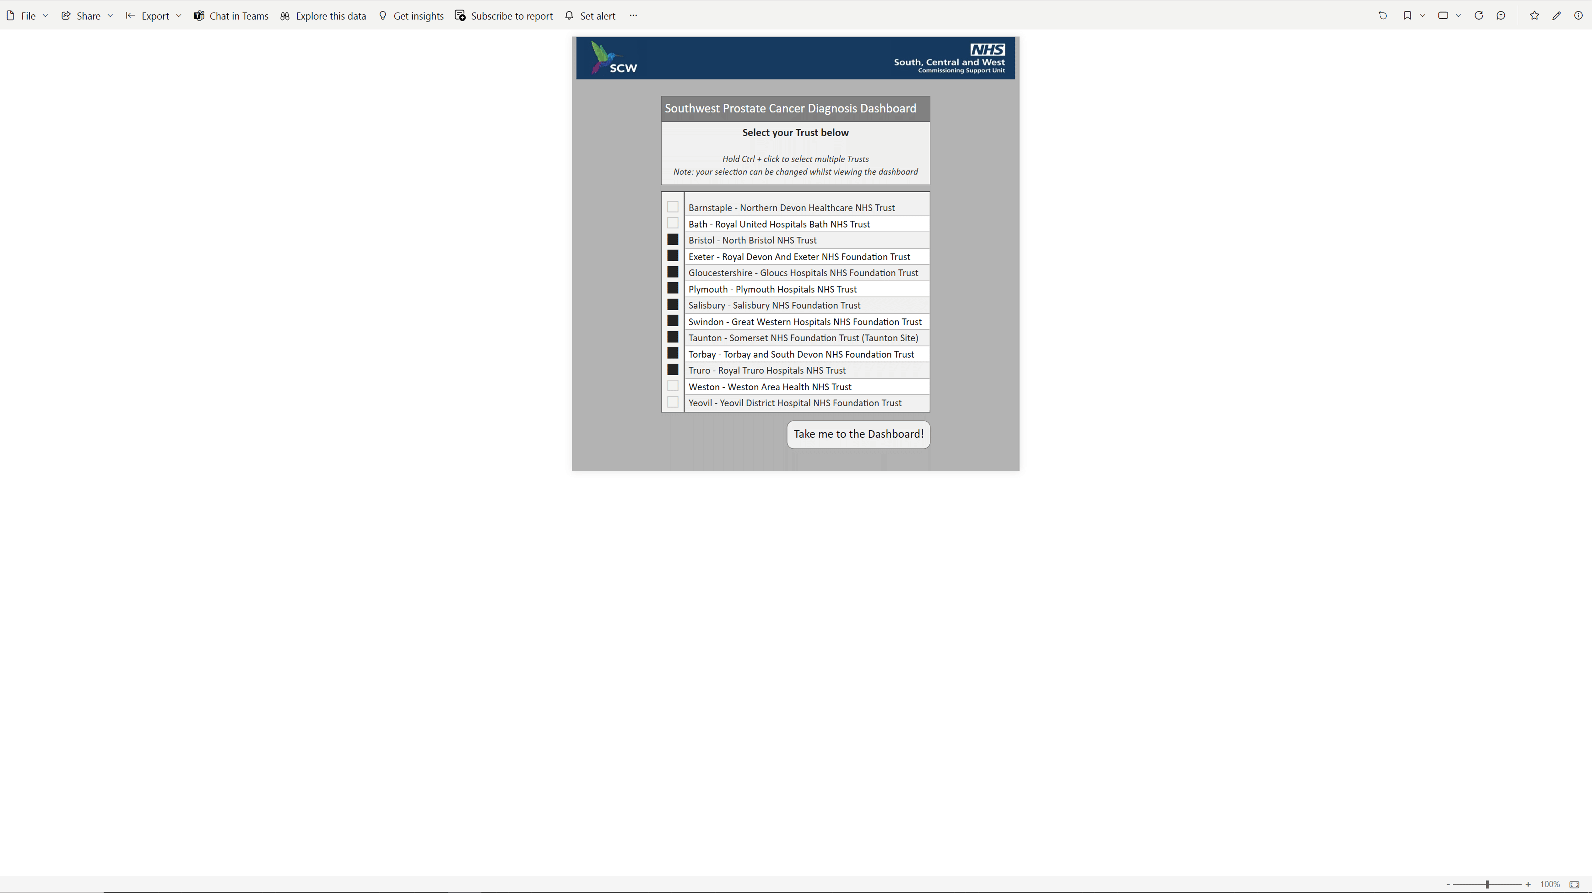 File Share Export Chat in Teams Explore this data Get insights Subscribe to report Set alert ...
SCW
NHS
South, Central and West
Commissioning Support Unit
Southwest Prostate Cancer Diagnosis Dashboard
Select your Trust below
Hold Ctrl + click to select multiple Trusts
Note: your selection can be changed whilst viewing the dashboard
Barnstaple - Northern Devon Healthcare NHS Trust
Bath - Royal United Hospitals Bath NHS Trust
Bristol - North Bristol NHS Trust
Exeter - Royal Devon And Exeter NHS Foundation Trust
Gloucestershire - Gloucs Hospitals NHS Foundation Trust
Plymouth - Plymouth Hospitals NHS Trust
Salisbury - Salisbury NHS Foundation Trust
Swindon - Great Western Hospitals NHS Foundation Trust
Taunton - Somerset NHS Foundation Trust (Taunton Site)
Torbay - Torbay and South Devon NHS Foundation Trust
Truro - Royal Truro Hospitals NHS Trust
Weston - Weston Area Health NHS Trust
Yeovil - Yeovil District Hospital NHS Foundation Trust
Take me to the Dashboard!
- + 100%